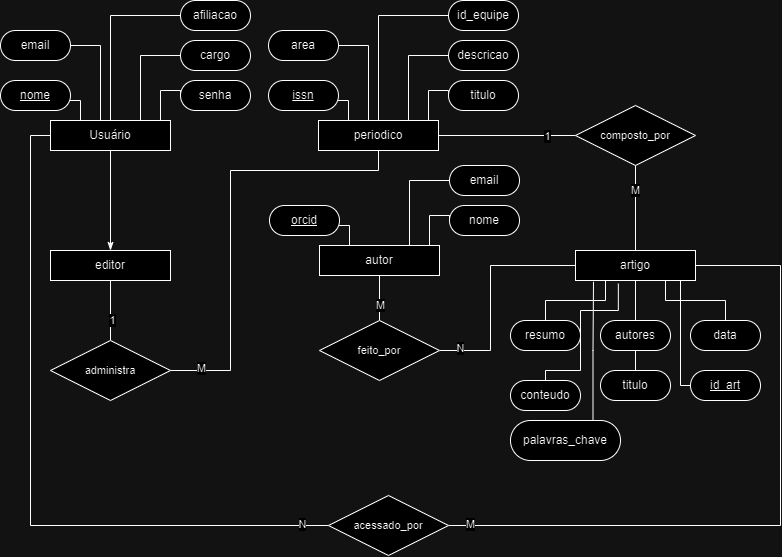 afiliacao
id_equipe
email
cargo
area
descricao
nome
senha
issn
titulo
Usuário
periodico
1
composto_por
M
email
orcid
nome
editor
autor
artigo
1
M
resumo
autores
data
feito_por
N
administra
M
titulo
id_art
conteudo
palavras_chave
N
acessado_por
M